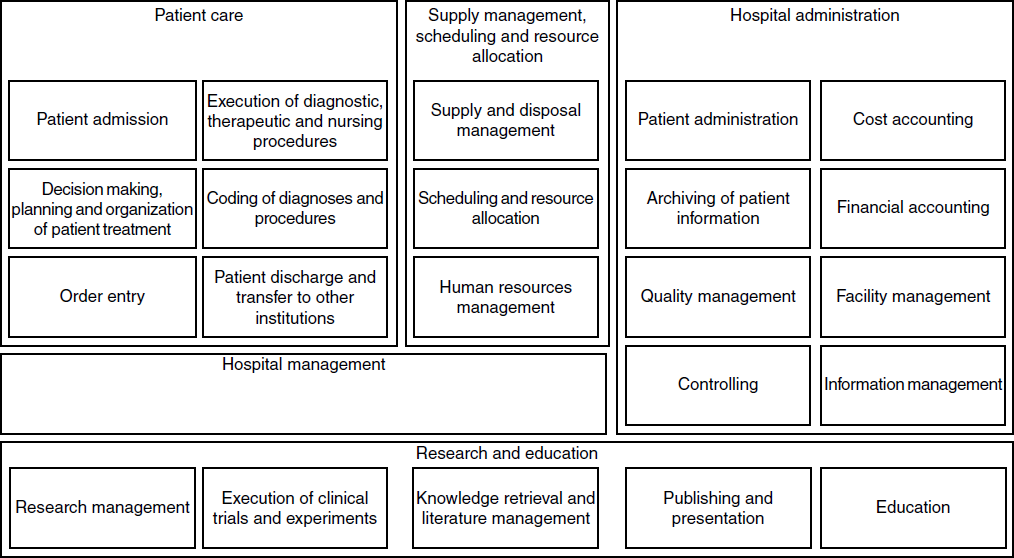 Patient care
Patient admission
Execution of diagnostic,
therapeutic and nursing
procedures
Decision making,
planning and organization
of patient treatment
Coding of diagnoses and
procedures
Order entry
Patient discharge and
transfer to other
institutions
Supply management,
scheduling and resource
allocation
Supply and disposal
management
Scheduling and resource
allocation
Human resources
management
Hospital administration
Patient administration
Cost accounting
Archiving of patient
information
Financial accounting
Quality management
Facility management
Controlling
Information management
Hospital management
Research and education
Research management
Execution of clinical
trials and experiments
Knowledge retrieval and
literature management
Publishing and
presentation
Education